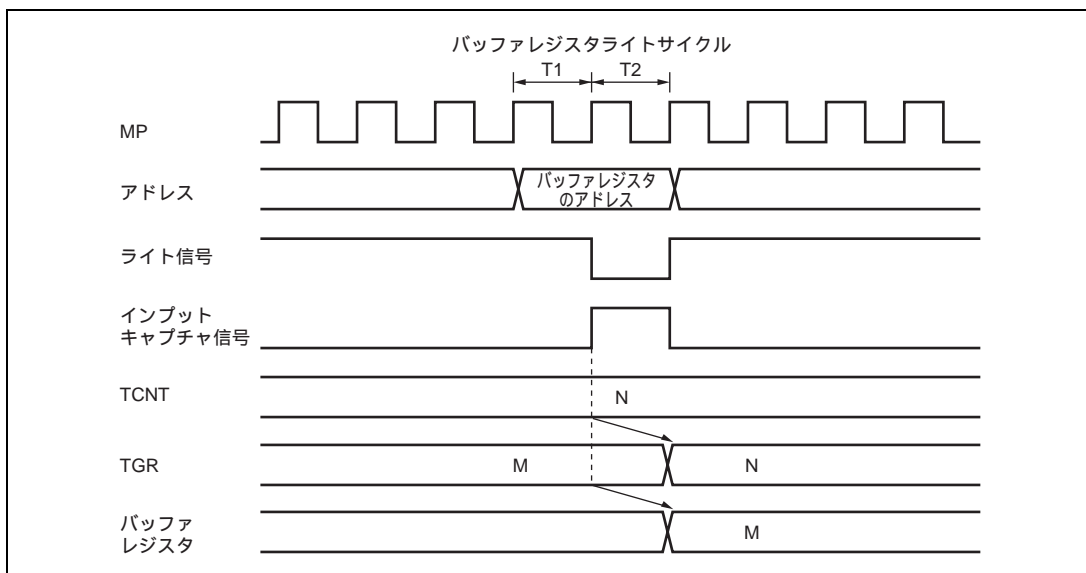 バッファレジスタライトサイクル
T1 T2
MP
アドレス
バッファレジスタ
のアドレス
ライト信号
インプット
キャプチャ信号
TCNT
N
TGR
M N
バッファ
レジスタ
M